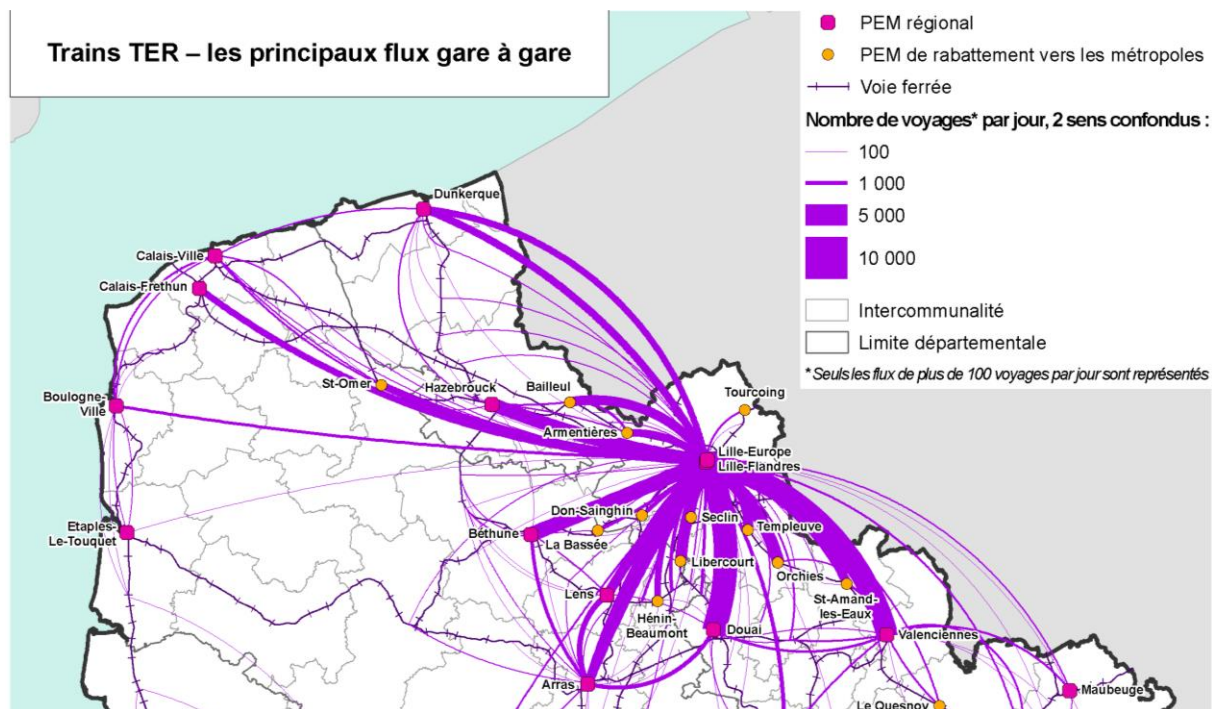 Trains TER – les principaux flux gare à gare
PEM régional
PEM de rabattement vers les métropoles
Voie ferrée
Nombre de voyages* par jour, 2 sens confondus :
100
1 000
5 000
10 000
Intercommunalité
Limite départementale
* Seuls les flux de plus de 100 voyages par jour sont représentés
Dunkerque
Calais-Ville
Calais-Frethun
St-Omer
Hazebrouck
Bailleul
Tourcoing
Boulogne-
Ville
Armentières
Lille-Europe
Lille-Flandres
Etaples-
Le-Touquet
Don-Sainghin
Seclin
Templeuve
Béthune
La Bassée
Libercourt
Orchies
Lens
St-Amand-
les-Eaux
Hénin-
Beaumont
Douai
Valenciennes
Arras
Maubeuge
Le Quesnoy